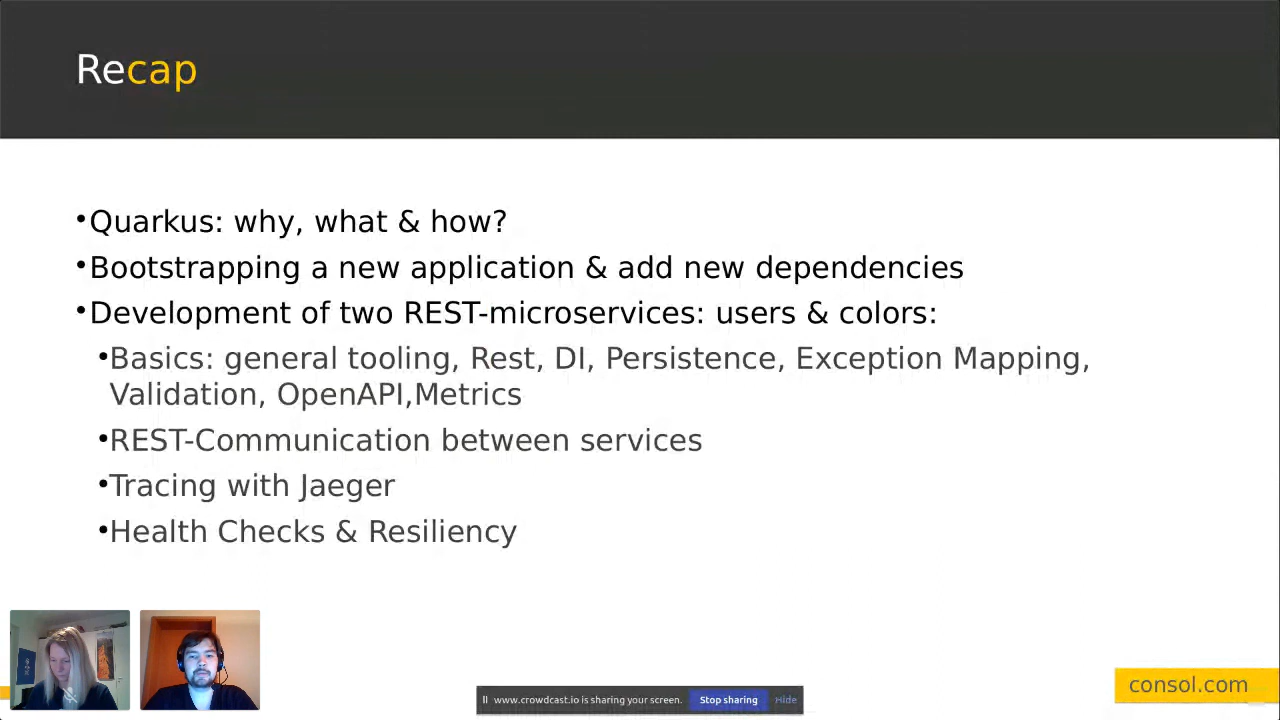 Recap
•Quarkus: why, what & how?
•Bootstrapping a new application & add new dependencies
•Development of two REST-microservices: users & colors:
•Basics: general tooling, Rest, DI, Persistence, Exception Mapping,
Validation, OpenAPI,Metrics
•REST-Communication between services
•Tracing with Jaeger
•Health Checks & Resiliency
consol.com
www.crowdcast.io is sharing your screen. Stop sharing Hide